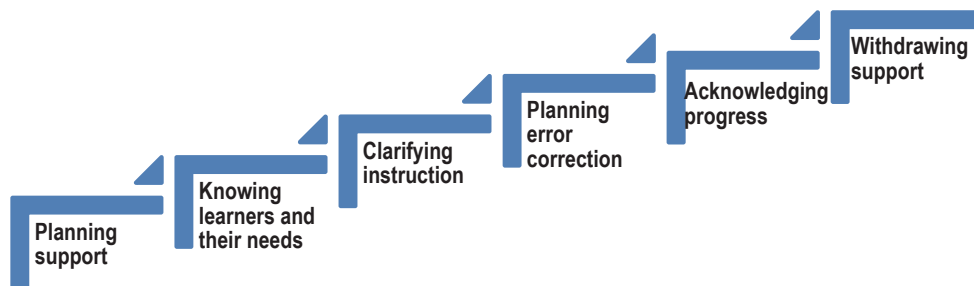 Planning
support
Knowing
learners and
their needs
Clarifying
instruction
Planning
error
correction
Acknowledging
progress
Withdrawing
support